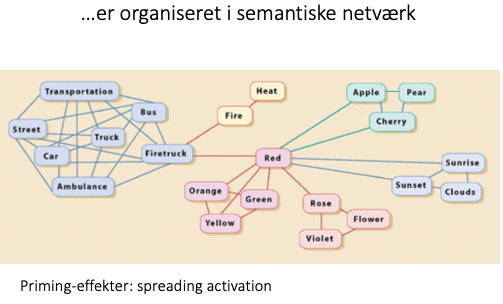 …er organiseret i semantiske netværk
Transportation
Heat
Apple
Pear
Bus
Fire
Cherry
Street
Truck
Car
Firetruck
Red
Sunrise
Ambulance
Orange
Green
Sunset
Clouds
Rose
Yellow
Flower
Violet
Priming-effekter: spreading activation